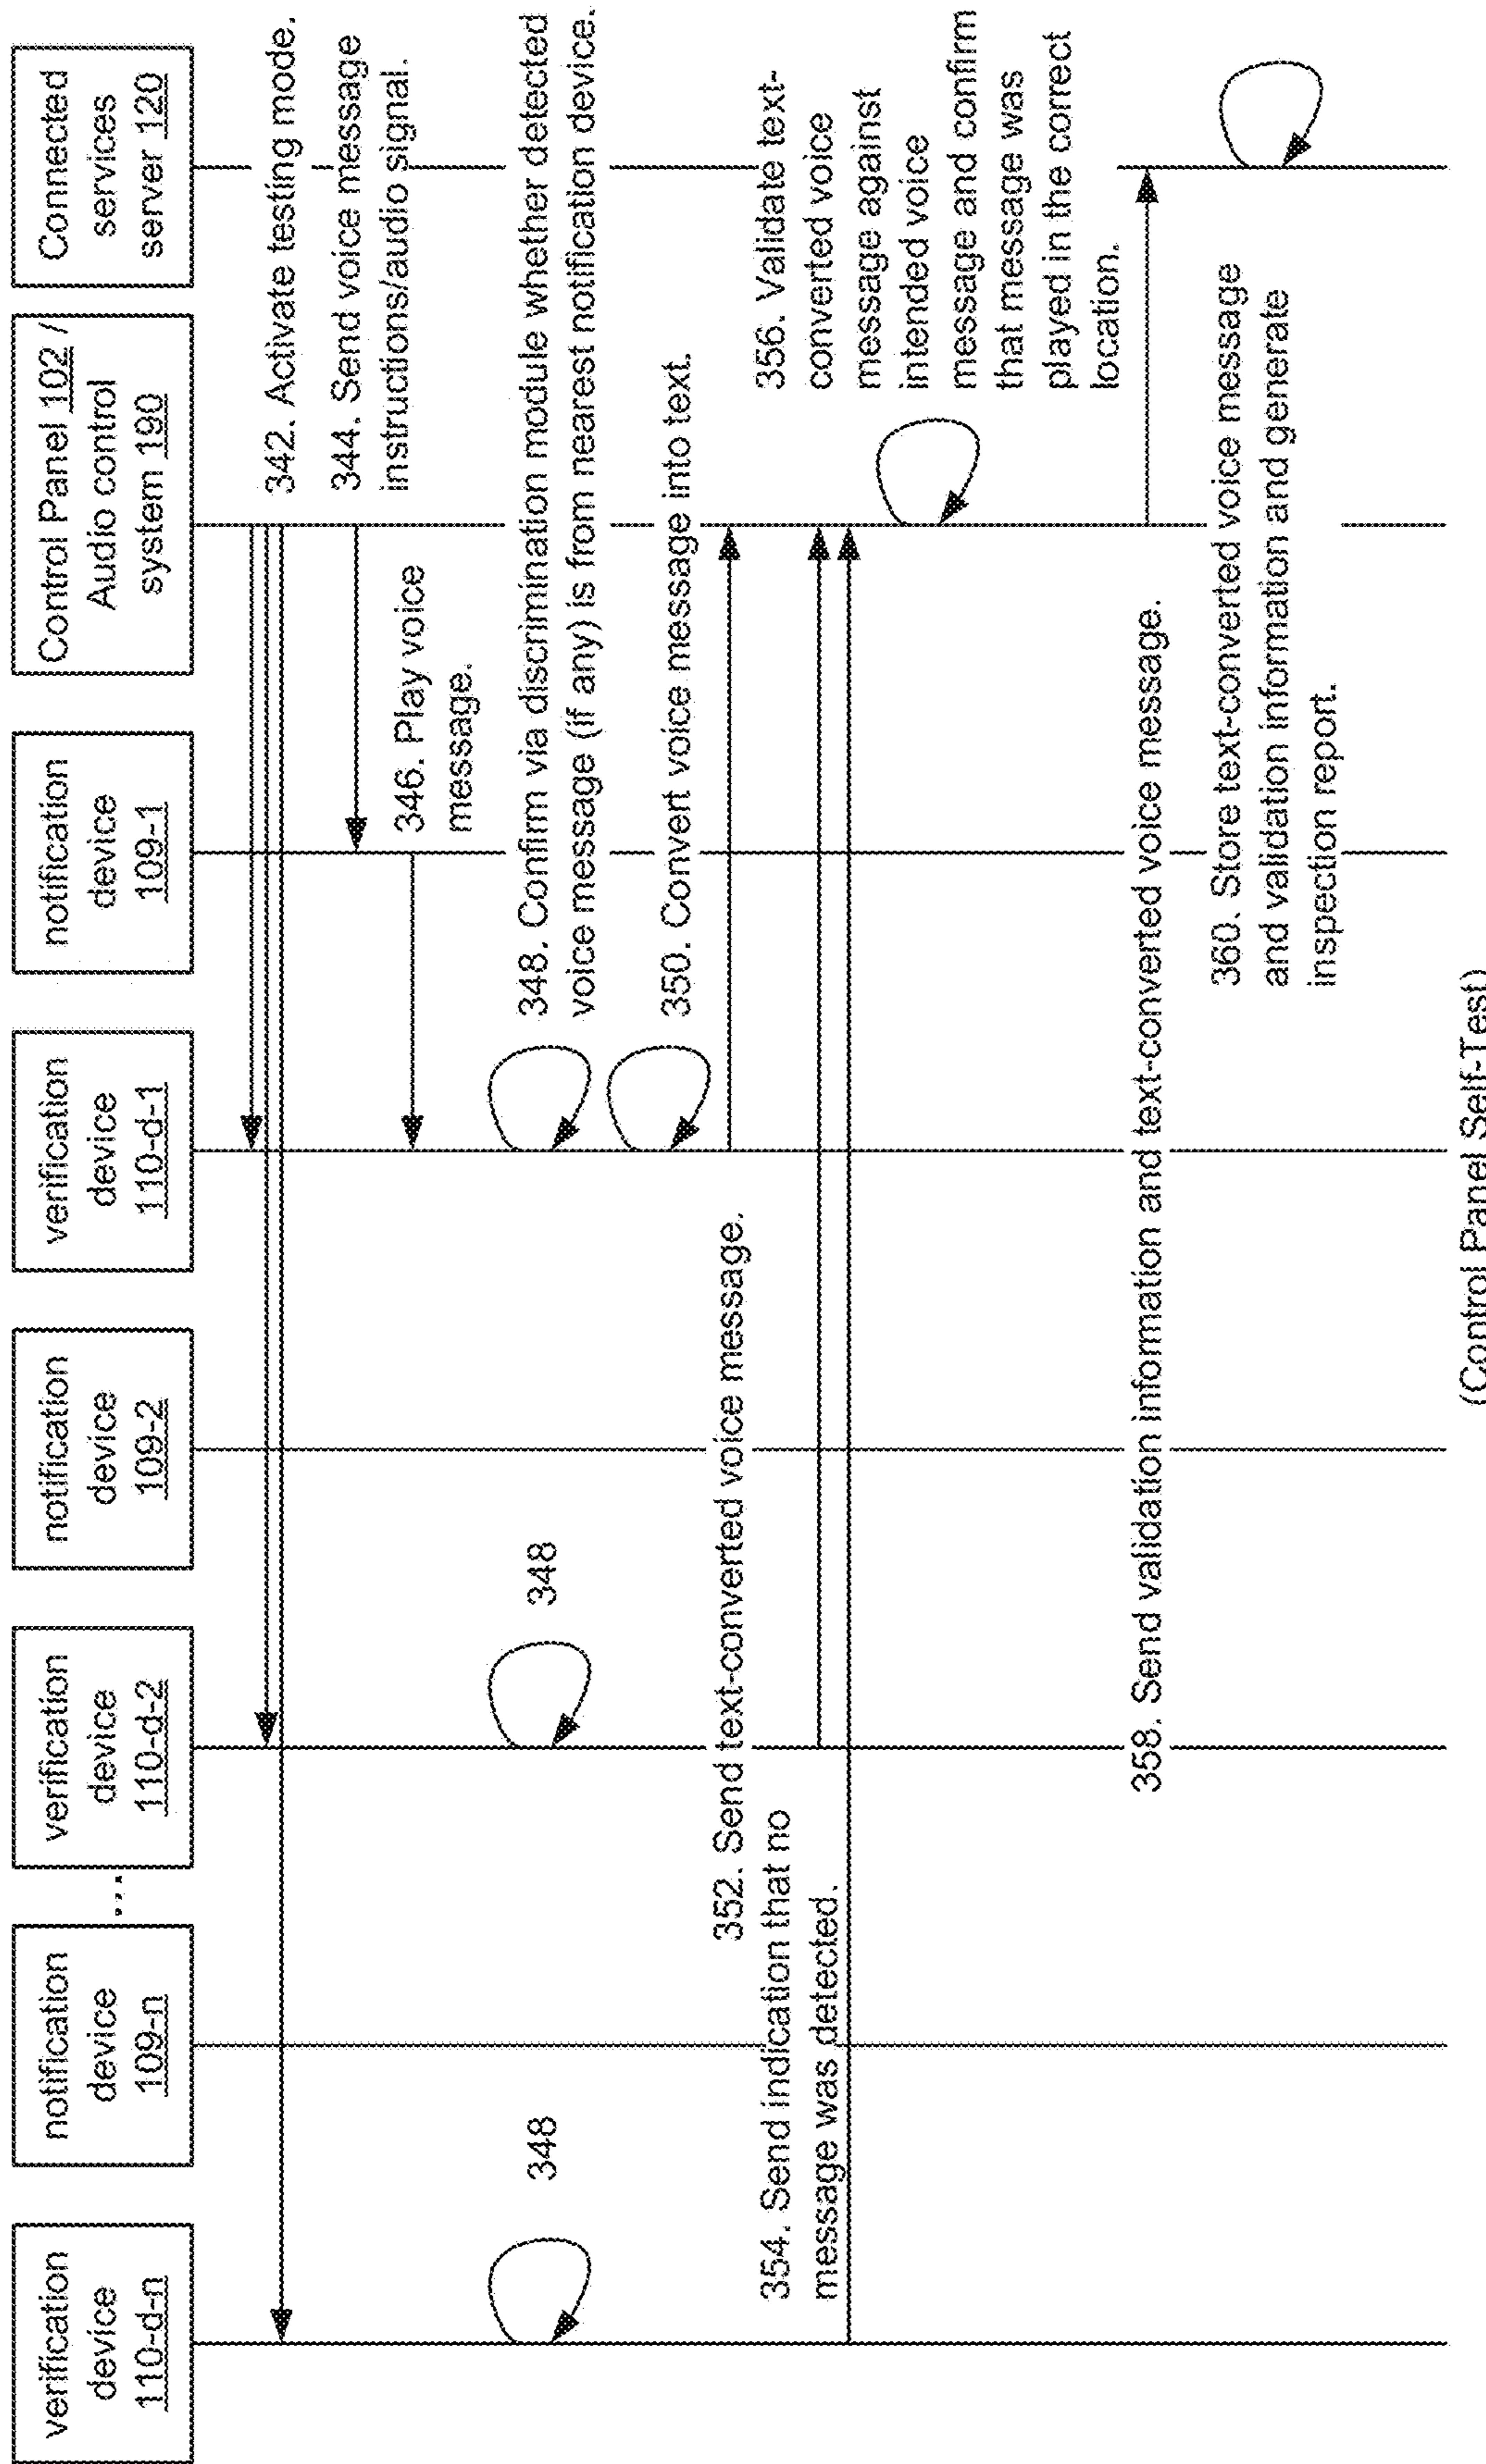 verification
device
110-d-n
notification
device
109-n
...
verification
device
110-d-2
notification
device
109-2
verification
device
110-d-1
notification
device
109-1
Control Panel 102 /
Audio control
system 190
Connected
services
server 120
342. Activate testing mode.
344. Send voice message
instructions/audio signal.
346. Play voice
message.
348. Confirm via discrimination module whether detected
voice message (if any) is from nearest notification device.
348
348
350. Convert voice message into text.
352. Send text-converted voice message.
354. Send indication that no
message was detected.
356. Validate text-
converted voice
message against
intended voice
message and confirm
that message was
played in the correct
location.
358. Send validation information and text-converted voice message.
360. Store text-converted voice message
and validation information and generate
inspection report.
(Control Panel Self-Test)